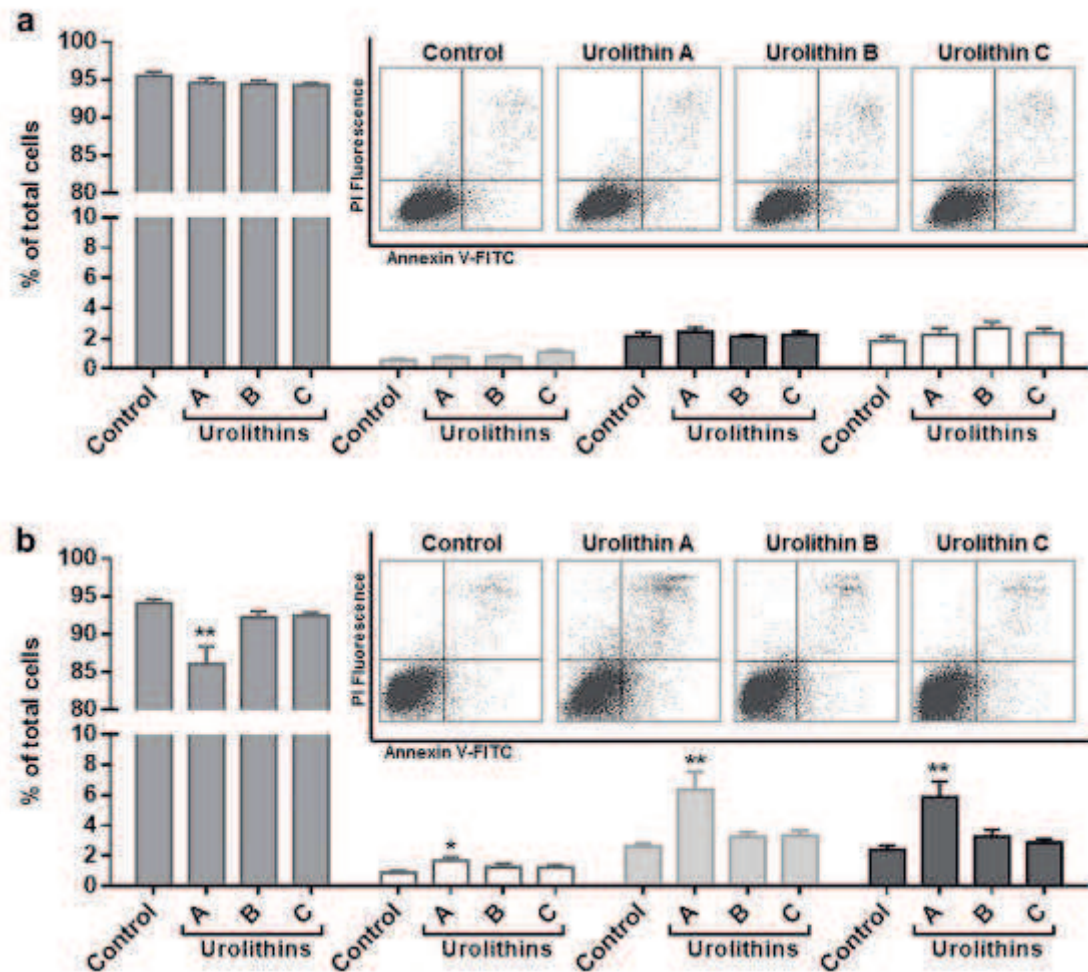 a
% of total cells
100
95
90
85
80
10
8
6
4
2
0
Control Urolithin A Urolithin B Urolithin C
PI Fluorescence
Annexin V-FITC
Control A B C Control A B C Control A B C Control A B C
Urolithins Urolithins Urolithins Urolithins
b
% of total cells
100
95
90
85
80
10
8
6
4
2
0
Control Urolithin A Urolithin B Urolithin C
PI Fluorescence
Annexin V-FITC
**
*
**
**
Control A B C Control A B C Control A B C Control A B C
Urolithins Urolithins Urolithins Urolithins